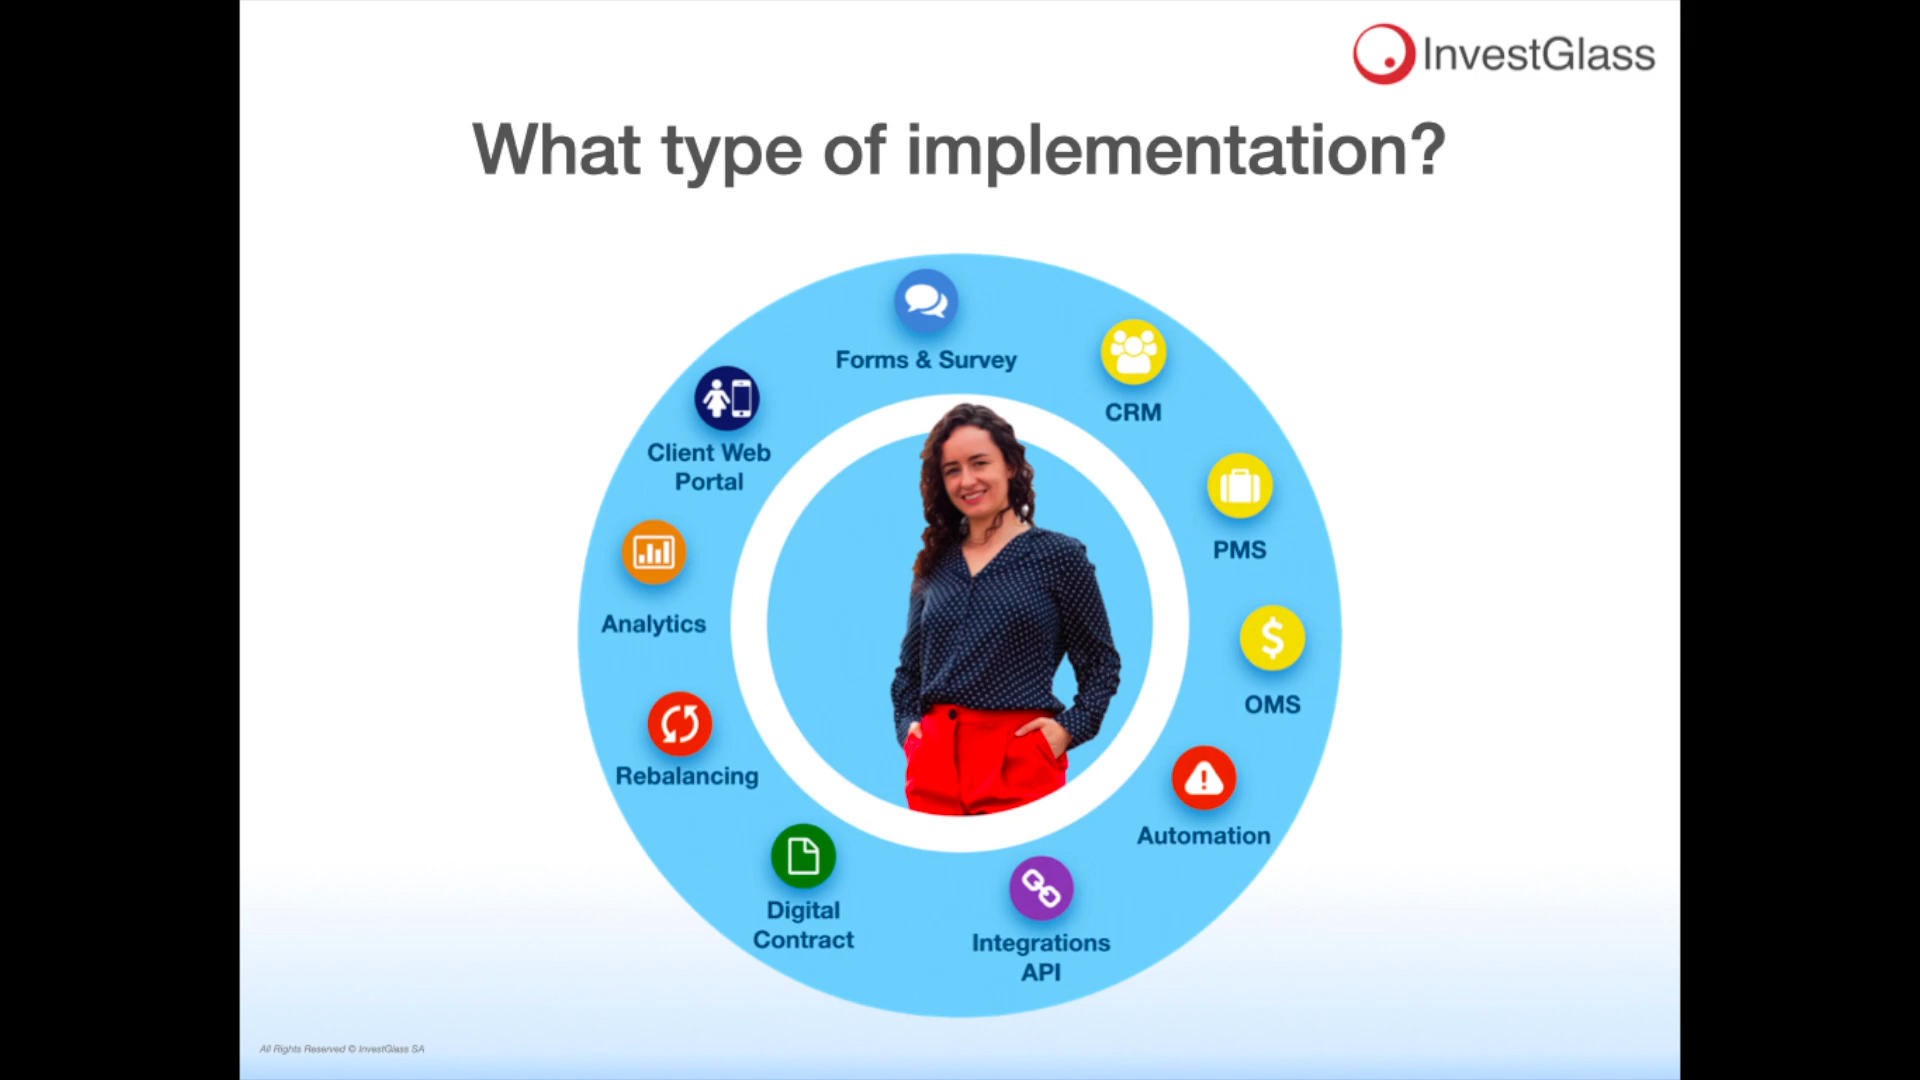 InvestGlass
What type of implementation?
Forms & Survey
CRM
Client Web
Portal
PMS
Analytics
OMS
Rebalancing
Automation
Digital
Contract
Integrations
API
All Rights Reserved © InvestGlass SA